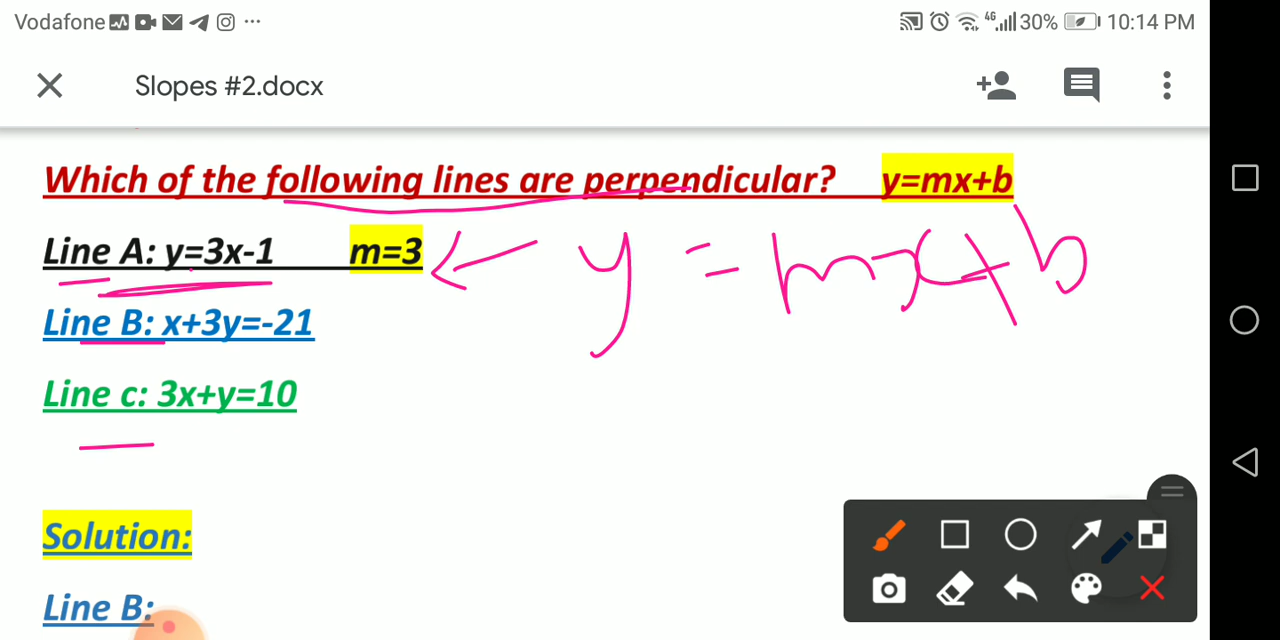 Vodafone 4G 30% 10:14 PM
Slopes #2.docx
Which of the following lines are perpendicular? y=mx+b
Line A: y=3x-1 m=3
y = mx+b
Line B: x+3y=-21
Line c: 3x+y=10
Solution:
Line B: